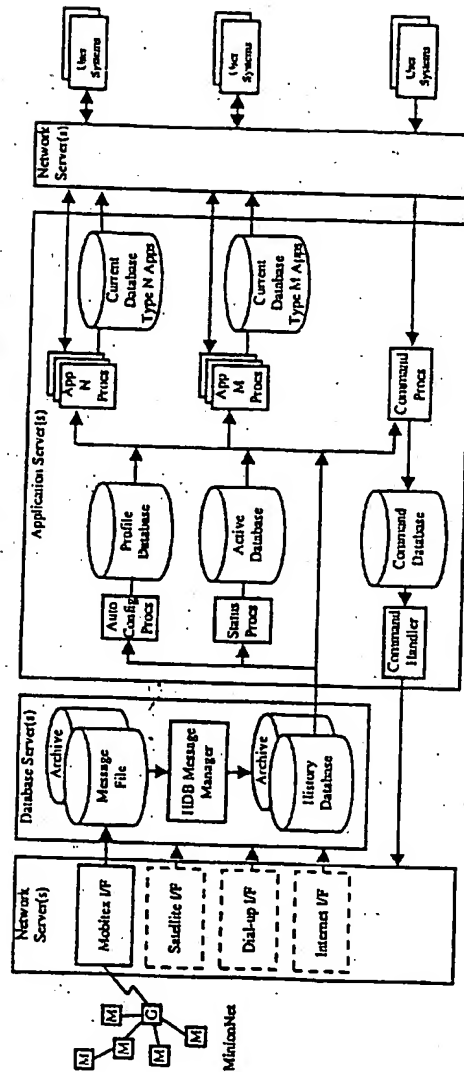 M
M
M
M
M
G
MinionNet
Network
Server(s)
Mobitex I/F
Satellite I/F
Dial-up I/F
Internet I/F
Database Server(s)
Archive
Message
File
HDB Message
Manager
Archive
History
Database
Application Server(s)
Auto
Config
Procs
Profile
Database
Status
Procs
Active
Database
Command
Handler
Command
Database
Command
Procs
App
N
Procs
Current
Database
Type N Apps
App
M
Procs
Current
Database
Type M Apps
Network
Server(s)
User
Systems
User
Systems
User
Systems